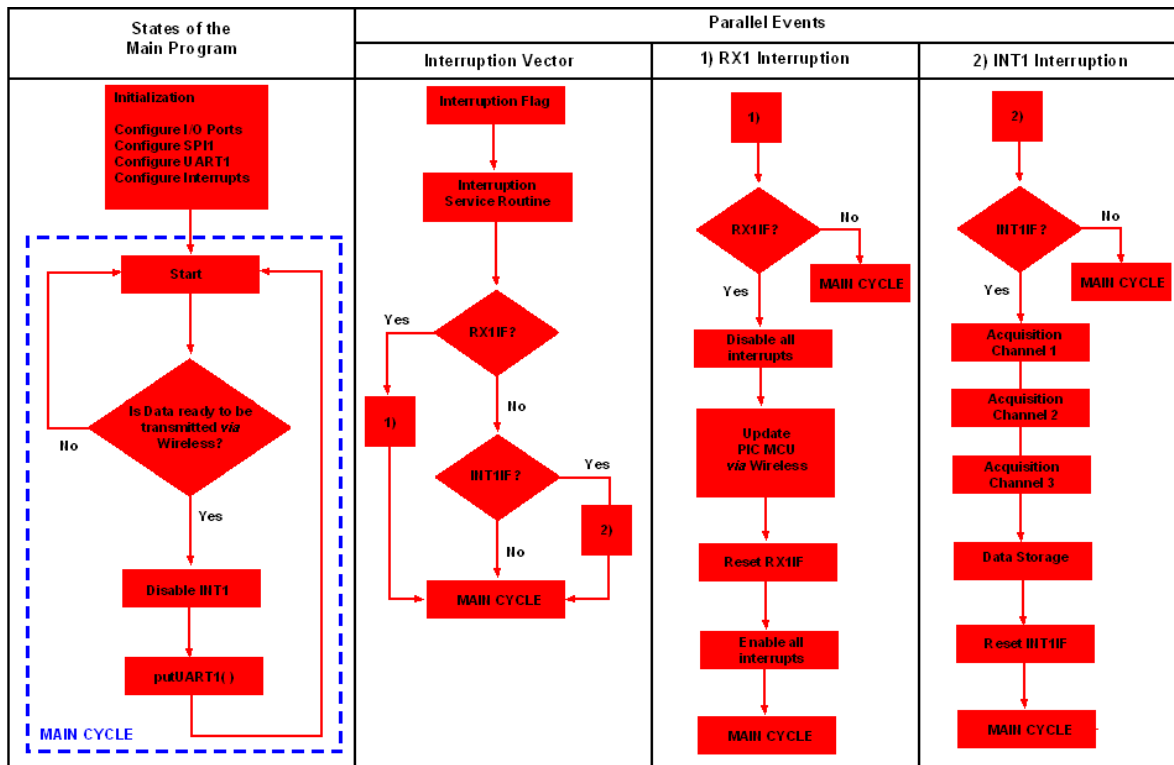 States of the
Main Program
Parallel Events
Interruption Vector
1) RX1 Interruption
2) INT1 Interruption
Initialization
Configure I/O Ports
Configure SPI1
Configure UART1
Configure Interrupts
Start
Is Data ready to be
transmitted via
Wireless?
No
Yes
Disable INT1
putUART1( )
MAIN CYCLE
Interruption Flag
Interruption
Service Routine
Yes
RX1IF?
No
1)
INT1IF?
Yes
2)
No
MAIN CYCLE
1)
RX1IF?
No
MAIN CYCLE
Yes
Disable all
interrupts
Update
PIC MCU
via Wireless
Reset RX1IF
Enable all
interrupts
MAIN CYCLE
2)
INT1IF?
No
MAIN CYCLE
Yes
Acquisition
Channel 1
Acquisition
Channel 2
Acquisition
Channel 3
Data Storage
Reset INT1IF
MAIN CYCLE